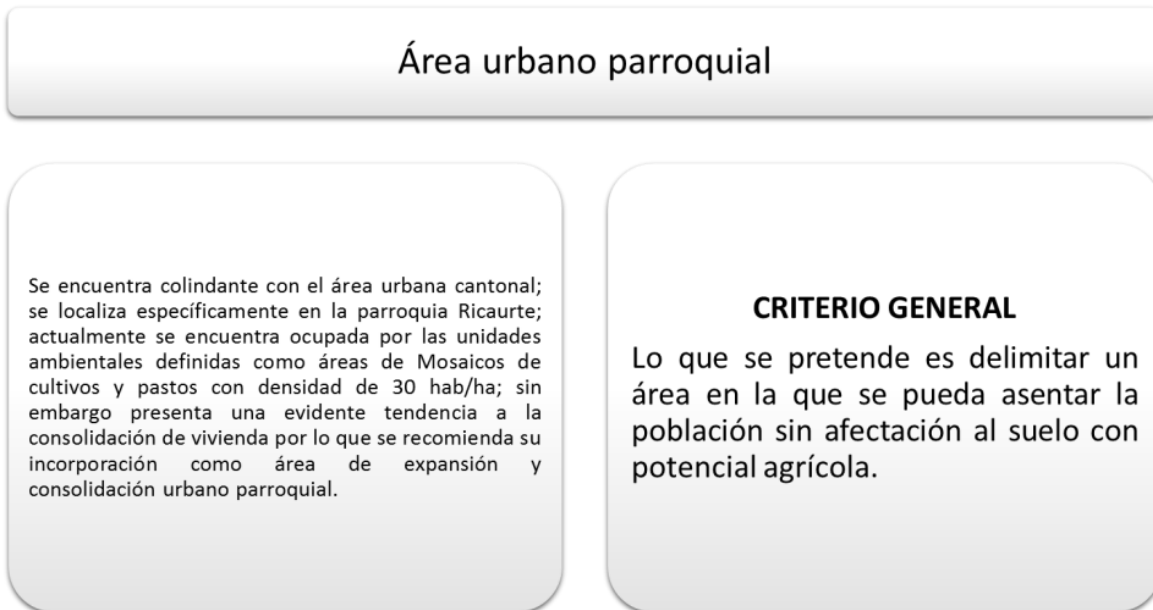 Área urbano parroquial
Se encuentra colindante con el área urbana cantonal;
se localiza específicamente en la parroquia Ricaurte;
actualmente se encuentra ocupada por las unidades
ambientales definidas como áreas de Mosaicos de
cultivos y pastos con densidad de 30 hab/ha; sin
embargo presenta una evidente tendencia a la
consolidación de vivienda por lo que se recomienda su
incorporación como área de expansión y
consolidación urbano parroquial.
CRITERIO GENERAL
Lo que se pretende es delimitar un
área en la que se pueda asentar la
población sin afectación al suelo con
potencial agrícola.